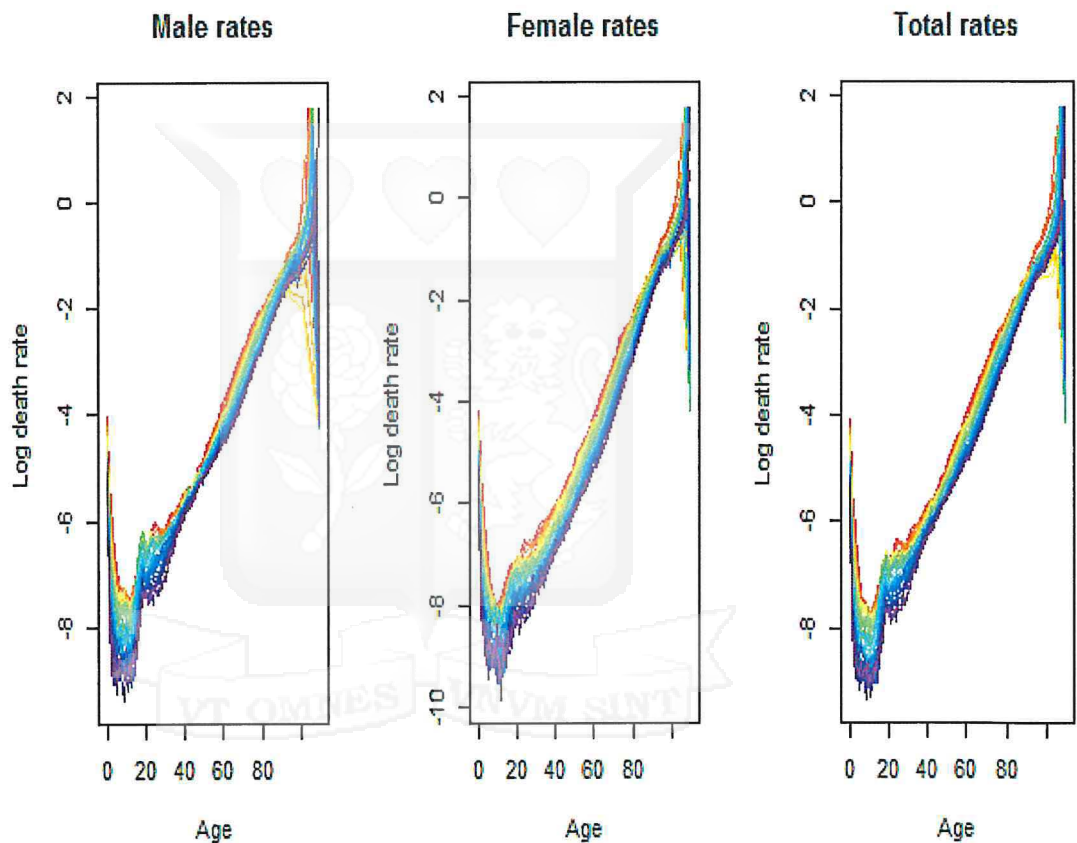 Male rates
Female rates
Total rates
Log death rate
2
0
-2
-4
-6
-8
0 20 40 60 80
Age
Log death rate
2
0
-2
-4
-6
-8
-10
0 20 40 60 80
Age
Log death rate
2
0
-2
-4
-6
-8
0 20 40 60 80
Age
VT OMNES VNVM SINT